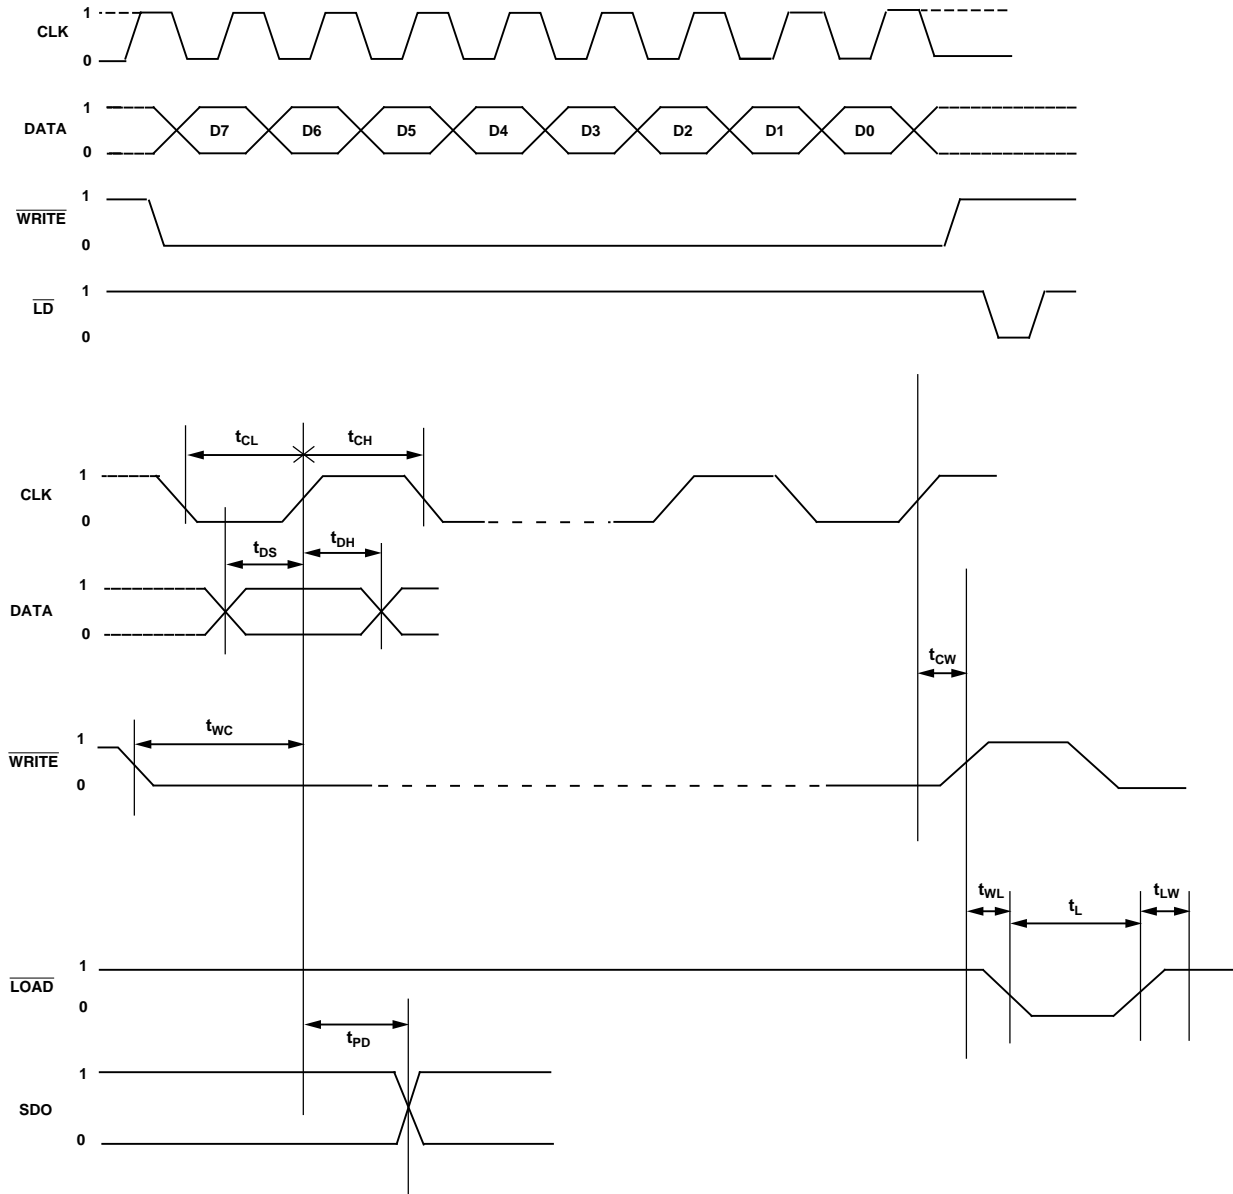 1
CLK
0
1
DATA D7 D6 D5 D4 D3 D2 D1 D0
0
1
WRITE
0
1
LD
0
tCL tCH
1
CLK
0
tDS tDH
1
DATA
0
tCW
tWC
1
WRITE
0
tWL tL tLW
1
LOAD
0
tPD
1
SDO
0